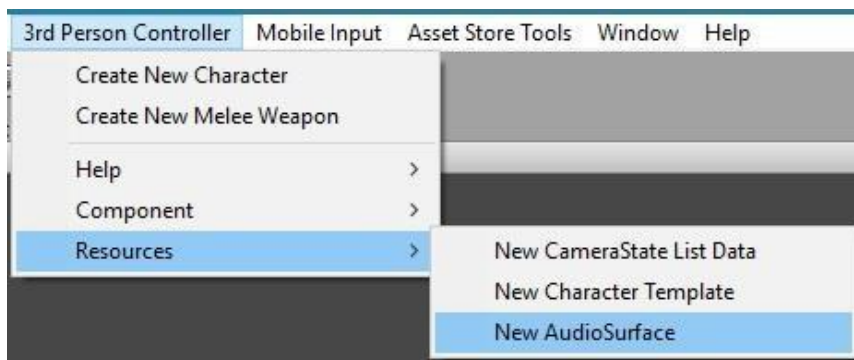 3rd Person Controller Mobile Input Asset Store Tools Window Help
Create New Character
Create New Melee Weapon
Help
Component
Resources
New CameraState List Data
New Character Template
New AudioSurface